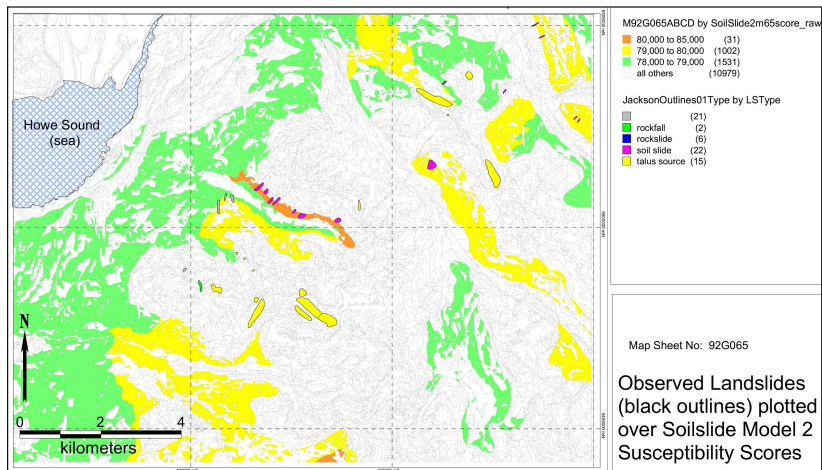 Howe Sound
(sea)
N
0 2 4
kilometers
M92G065ABCD by SoilSlide2m65score_raw
80,000 to 85,000 (31)
79,000 to 80,000 (1002)
78,000 to 79,000 (1531)
all others (10979)
JacksonOutlines01Type by LSType
(21)
rockfall (2)
rockslide (6)
soil slide (22)
talus source (15)
Map Sheet No: 92G065
Observed Landslides
(black outlines) plotted
over Soilslide Model 2
Susceptibility Scores